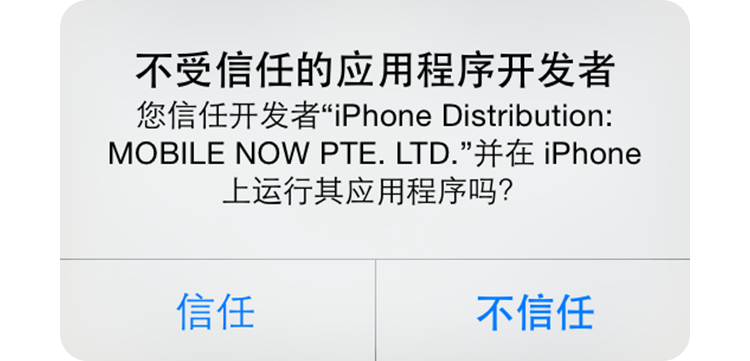 不受信任的应用程序开发者
您信任开发者“iPhone Distribution:
MOBILE NOW PTE. LTD.”并在 iPhone
上运行其应用程序吗？
信任
不信任